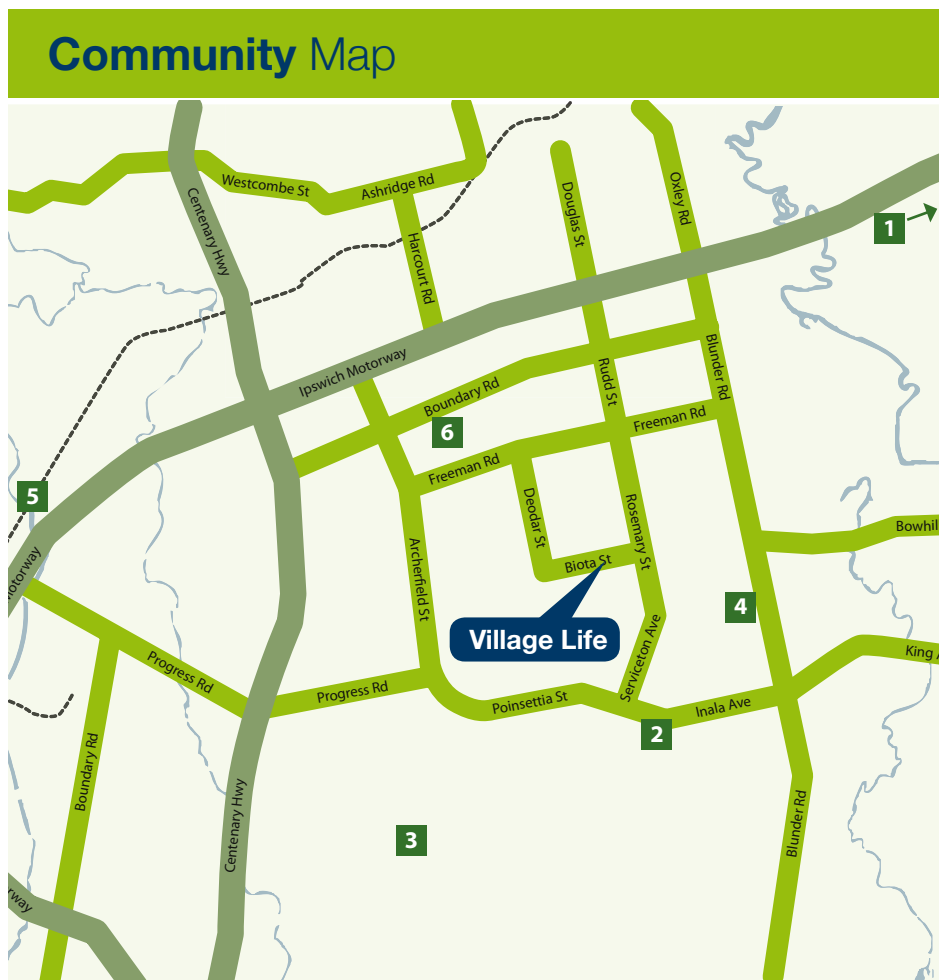 Community Map
Westcombe St
Ashridge Rd
Centenary Hwy
Harcourt Rd
Douglas St
Oxley Rd
1
Ipswich Motorway
Boundary Rd
Rudd St
Blunder Rd
6
Freeman Rd
Freeman Rd
5
Deodar St
Rosemary St
Bowhil
otorway
Archerfield St
Biota St
4
Village Life
Serviceton Ave
King A
Progress Rd
Progress Rd
Poinsettia St
Inala Ave
2
Boundary Rd
Centenary Hwy
3
Blunder Rd
rway